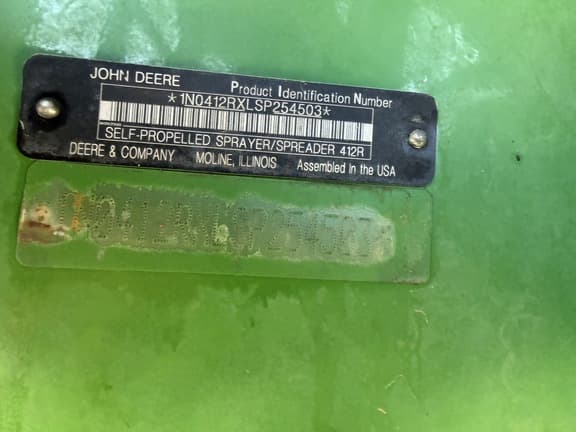 JOHN DEERE
Product Identification Number
*1N0412RXLSP254503*
SELF-PROPELLED SPRAYER/SPREADER 412R
DEERE & COMPANY MOLINE, ILLINOIS Assembled in the USA